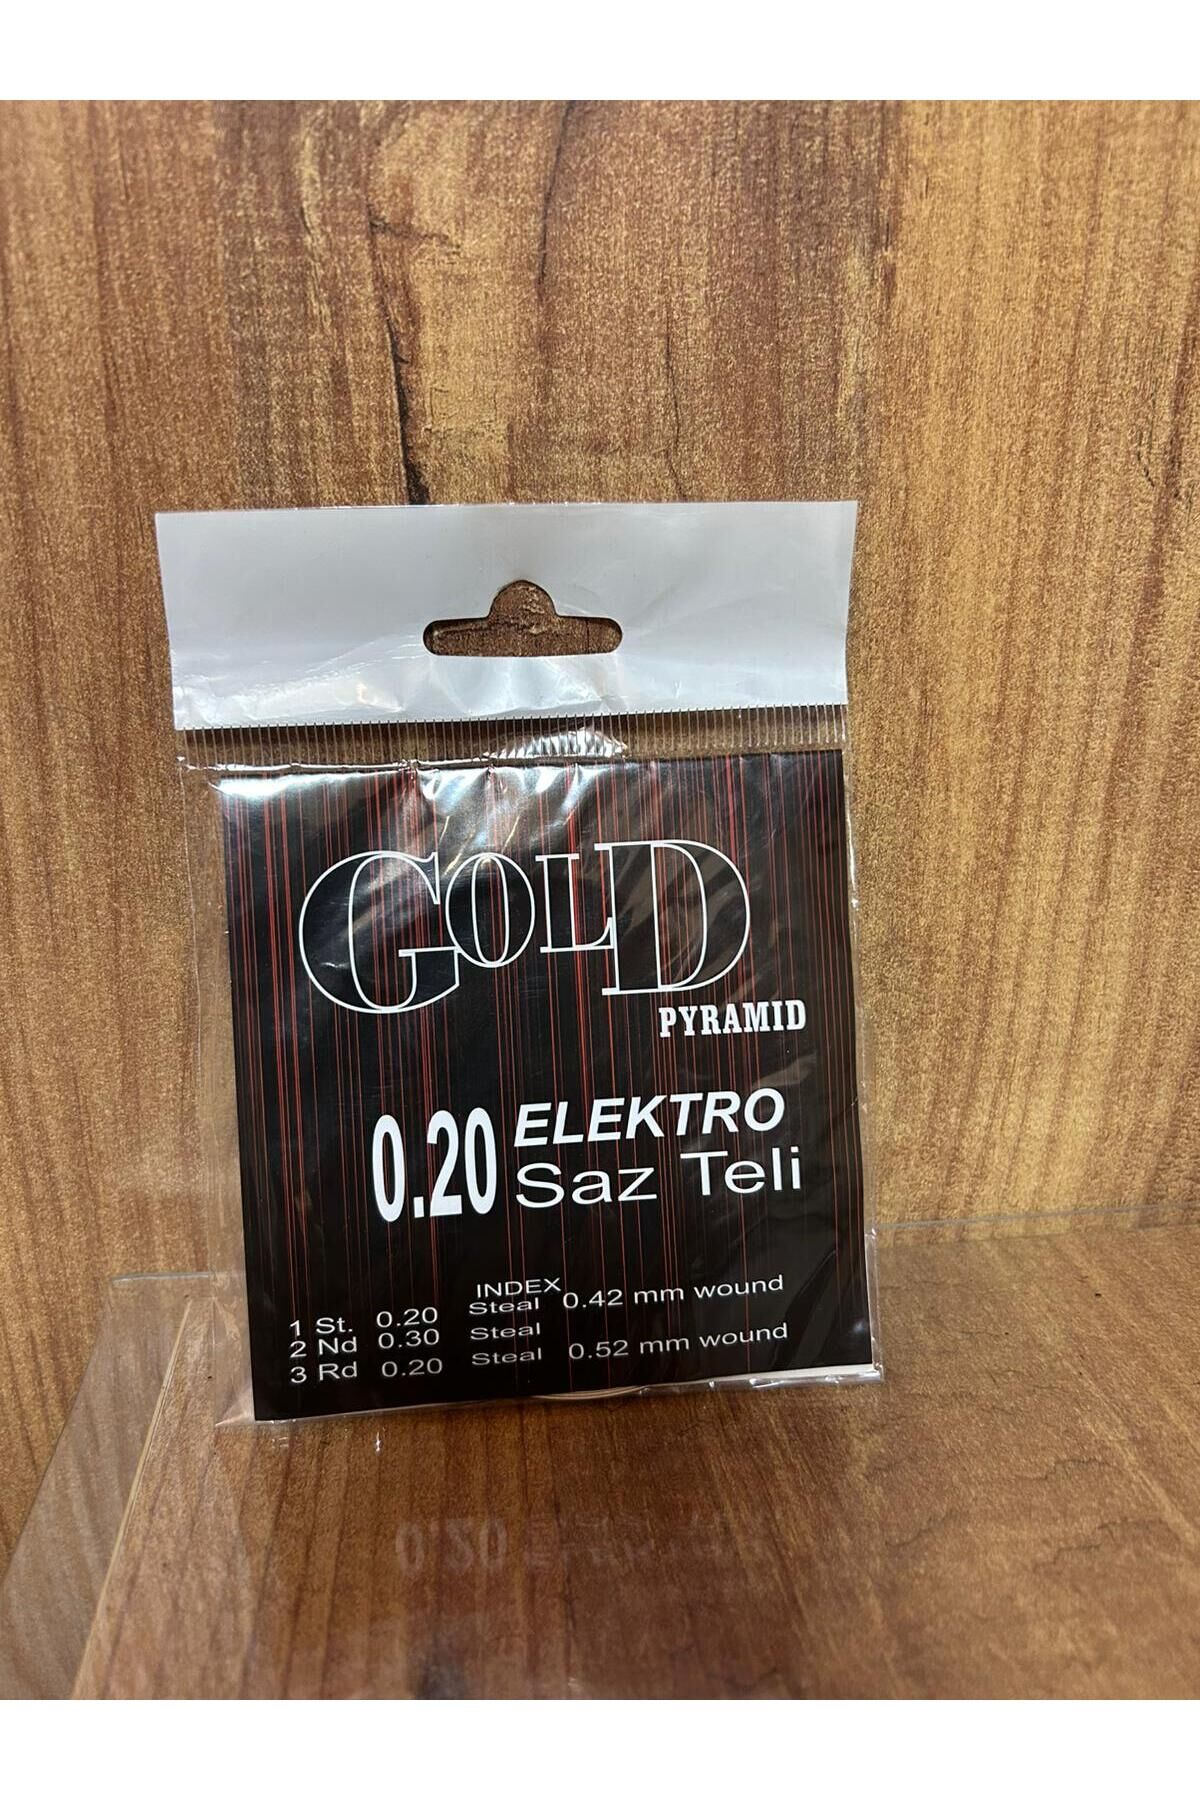 GOLD
PYRAMID
0.20 ELEKTRO
Saz Teli
INDEX
1 St. 0.20 Steal 0.42 mm wound
2 Nd 0.30 Steal
3 Rd 0.20 Steal 0.52 mm wound